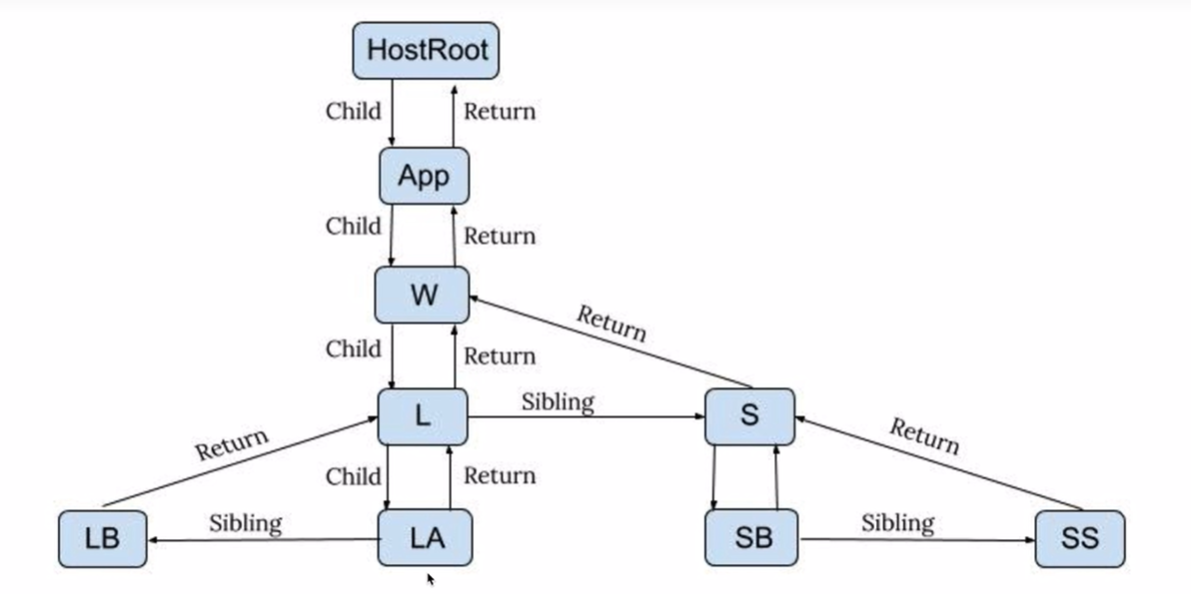 HostRoot
Child
Return
App
Child
Return
W
Return
Child
Return
L
Sibling
S
Return
Return
Child
Return
LB
Sibling
LA
SB
Sibling
SS